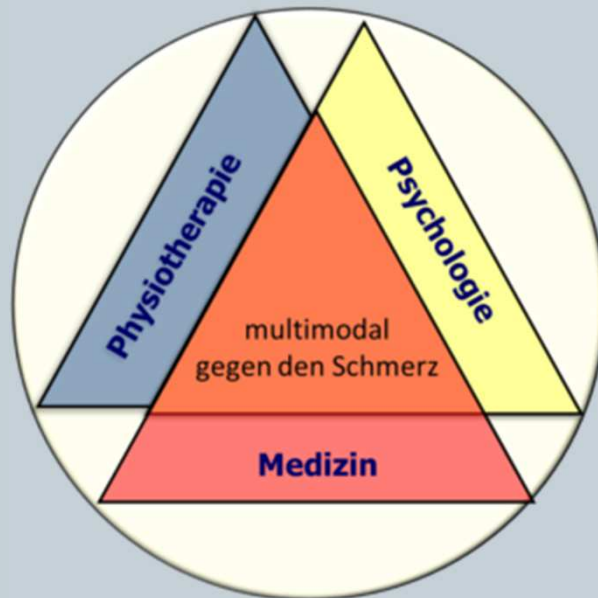 Physiotherapie
Psychologie
multimodal
gegen den Schmerz
Medizin